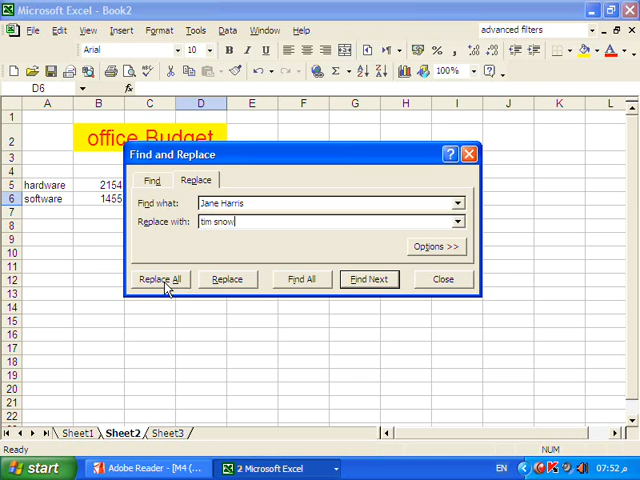 Microsoft Excel - Book2
File Edit View Insert Format Tools Data Window Help
advanced filters
Arial 10 B I U
100%
D6 fx
A B C D E F G H I J K L
1
2 office Budget
3
4
5 hardware 2154
6 software 1455
7
8
9
10
11
12
13
14
15
16
17
18
19
20
21
22
Find and Replace
Find Replace
Find what: Jane Harris
Replace with: tim snow
Options >>
Replace All Replace Find All Find Next Close
Sheet1 Sheet2 Sheet3
Ready NUM
start Adobe Reader - [M4 (... 2 Microsoft Excel EN 07:52 م